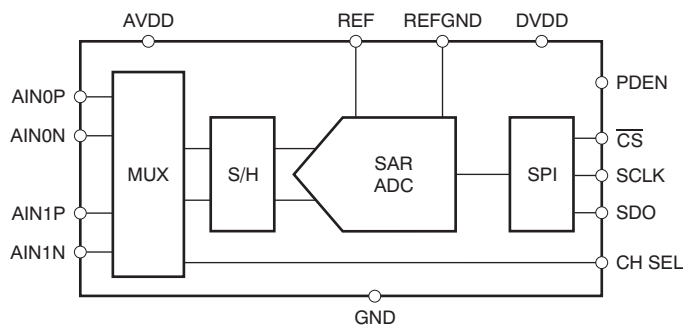 AVDD REF REFGND DVDD
PDEN
AIN0P
AIN0N
CS
MUX S/H SAR ADC SPI
SCLK
AIN1P
SDO
AIN1N
CH SEL
GND